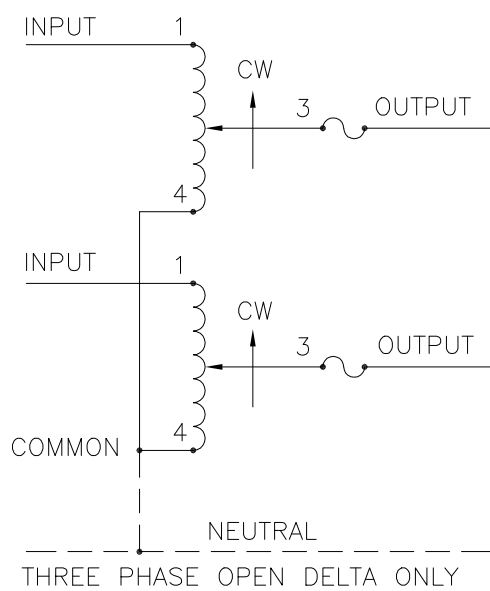 INPUT 1
CW
3 OUTPUT
4
INPUT 1
CW
3 OUTPUT
4
COMMON
NEUTRAL
THREE PHASE OPEN DELTA ONLY